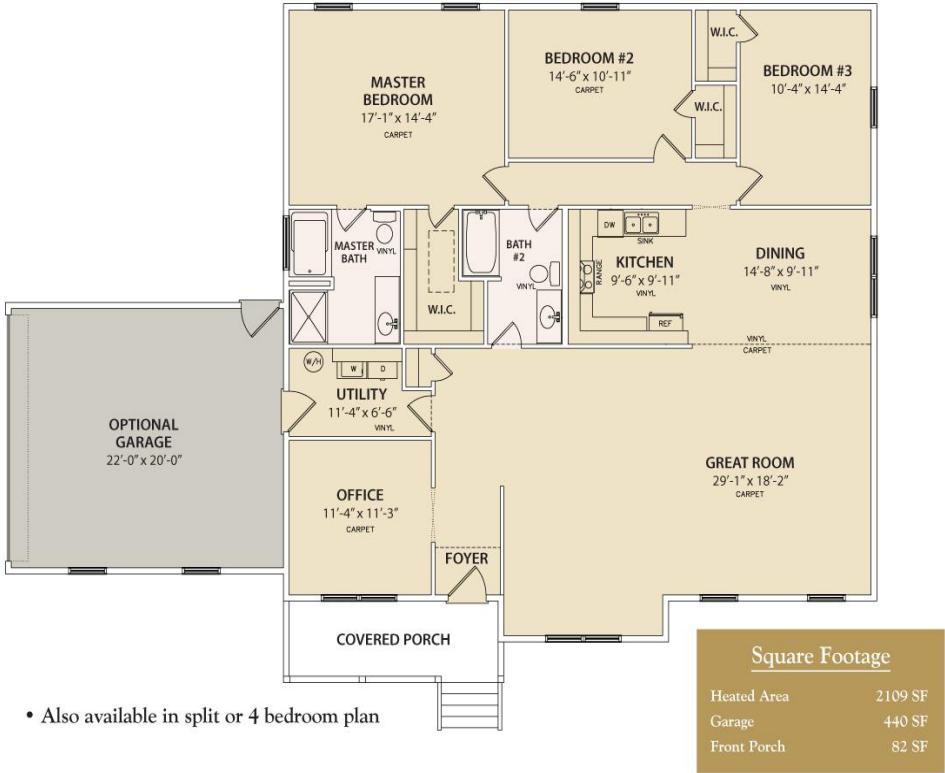 MASTER
BEDROOM
17'-1" x 14'-4"
CARPET
BEDROOM #2
14'-6" x 10'-11"
CARPET
W.I.C.
W.I.C.
BEDROOM #3
10'-4" x 14'-4"
MASTER
BATH
VINYL
W.I.C.
BATH
#2
VINYL
DW
SINK
RANGE
KITCHEN
9'-6" x 9'-11"
VINYL
REF
DINING
14'-8" x 9'-11"
VINYL
VINYL
CARPET
W/H
W
D
UTILITY
11'-4" x 6'-6"
VINYL
OPTIONAL
GARAGE
22'-0" x 20'-0"
OFFICE
11'-4" x 11'-3"
CARPET
GREAT ROOM
29'-1" x 18'-2"
CARPET
FOYER
COVERED PORCH
• Also available in split or 4 bedroom plan
Square Footage
Heated Area 2109 SF
Garage 440 SF
Front Porch 82 SF